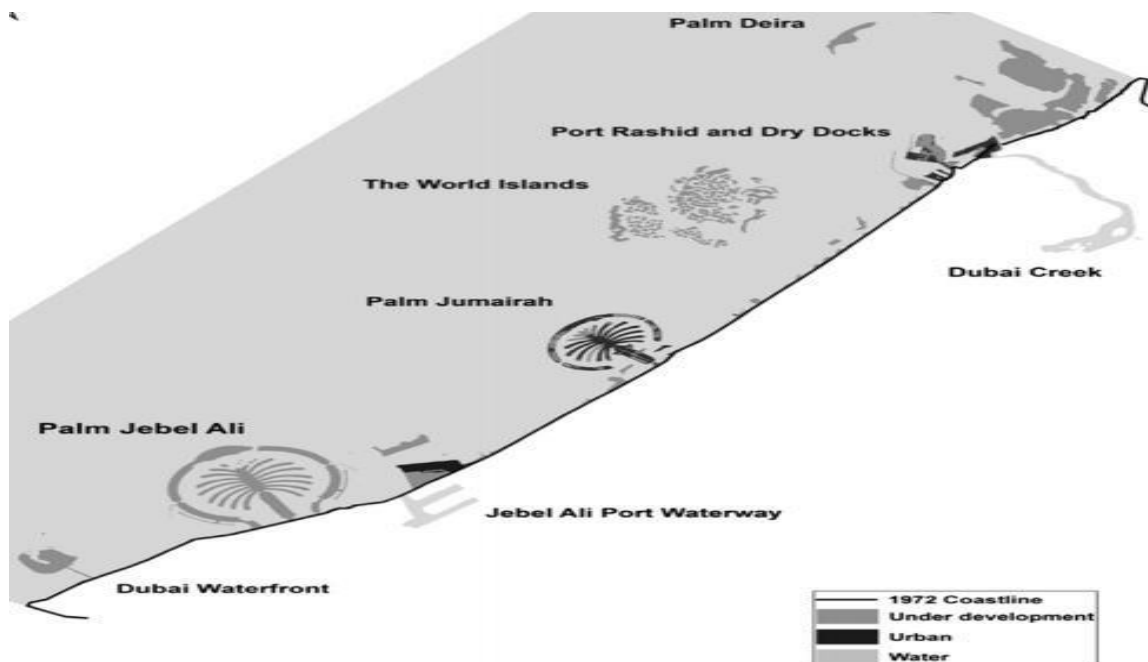 Palm Deira
Port Rashid and Dry Docks
The World Islands
Dubai Creek
Palm Jumairah
Palm Jebel Ali
Jebel Ali Port Waterway
Dubai Waterfront
1972 Coastline
Under development
Urban
Water